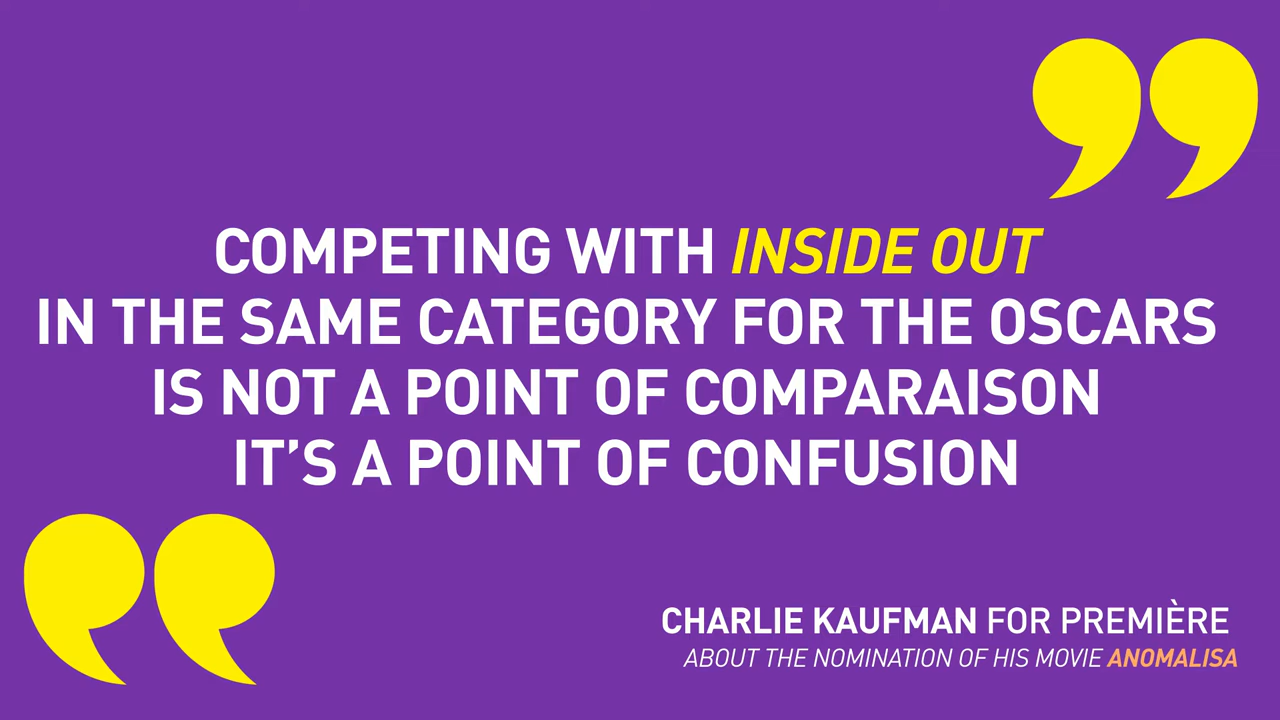 COMPETING WITH INSIDE OUT
IN THE SAME CATEGORY FOR THE OSCARS
IS NOT A POINT OF COMPARAISON
IT’S A POINT OF CONFUSION
CHARLIE KAUFMAN FOR PREMIÈRE
ABOUT THE NOMINATION OF HIS MOVIE ANOMALISA